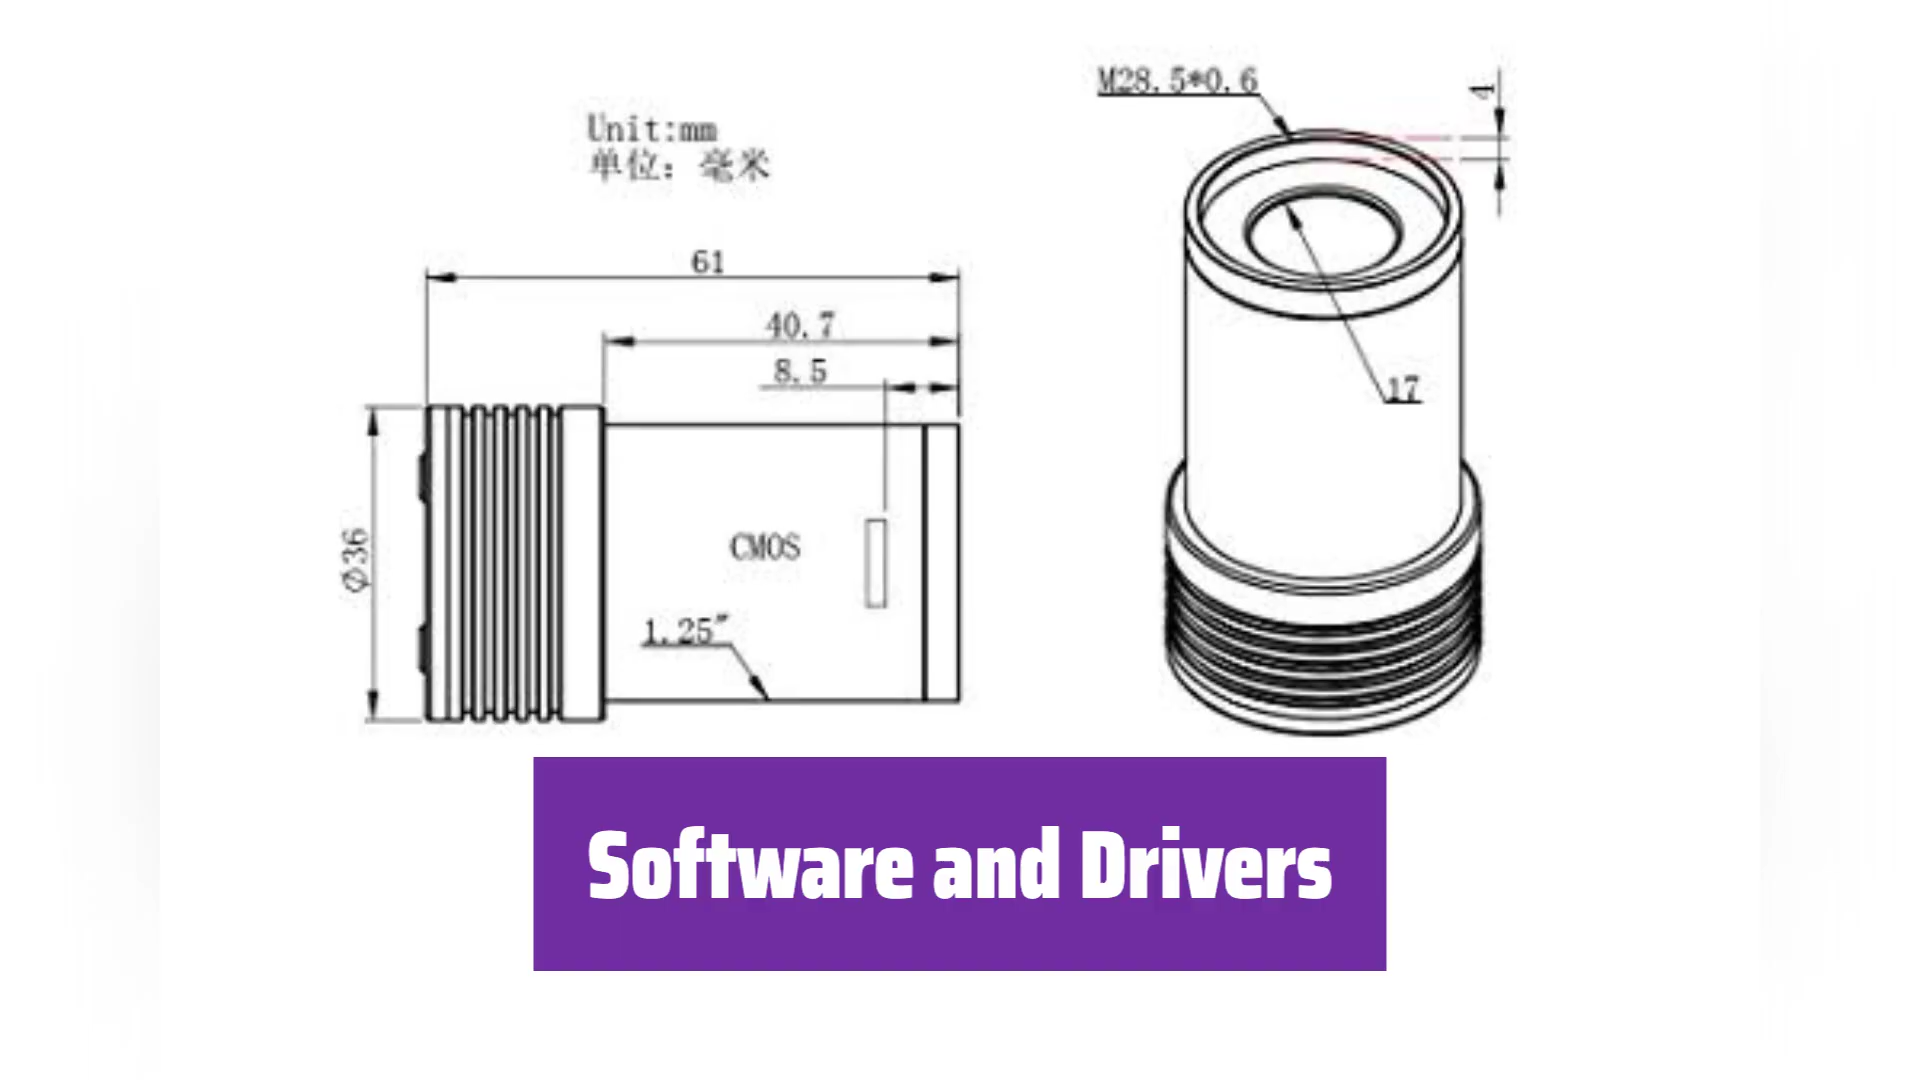 Unit:mm
单位：毫米
M28.5*0.6
4
61
40.7
8.5
17
Ø36
CMOS
1.25"
Software and Drivers